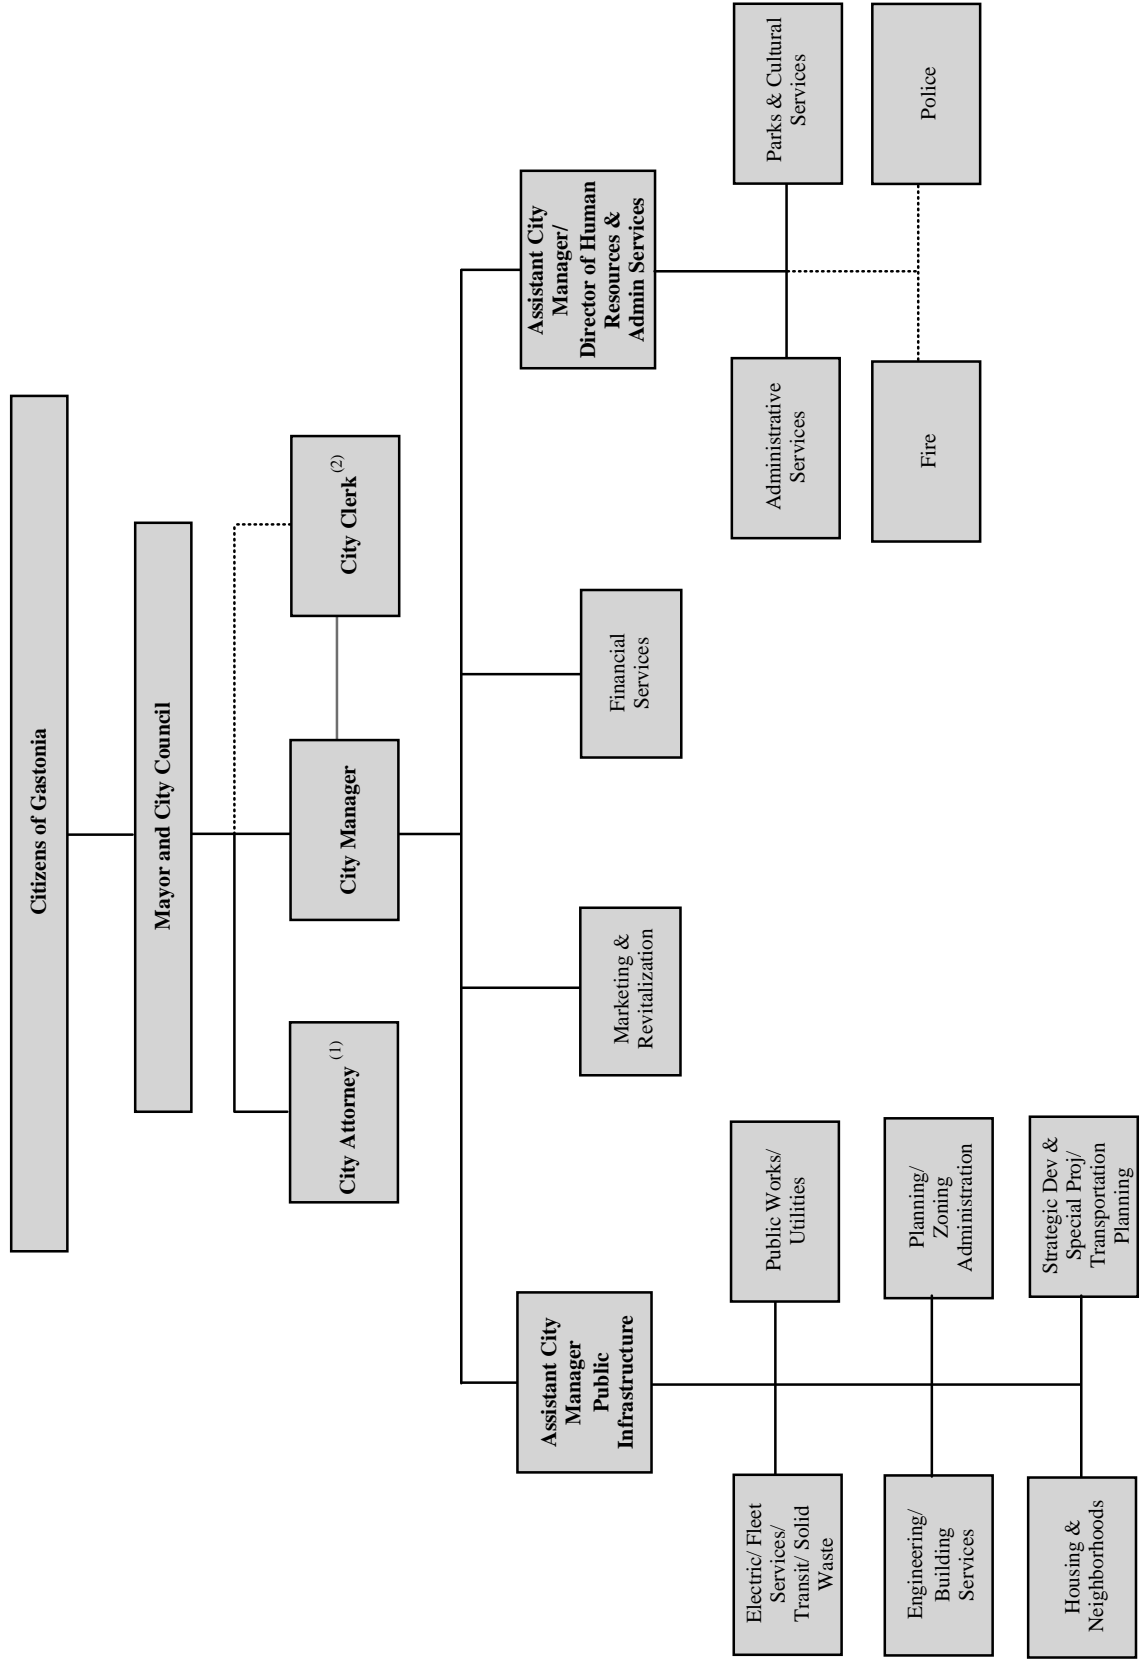 Citizens of Gastonia
Mayor and City Council
City Attorney (1)
City Manager
City Clerk (2)
Assistant City
Manager
Public
Infrastructure
Marketing &
Revitalization
Financial
Services
Assistant City
Manager/
Director of Human
Resources &
Admin Services
Electric/ Fleet
Services/
Transit/ Solid
Waste
Public Works/
Utilities
Administrative
Services
Parks & Cultural
Services
Engineering/
Building
Services
Planning/
Zoning
Administration
Fire
Police
Housing &
Neighborhoods
Strategic Dev &
Special Proj/
Transportation
Planning